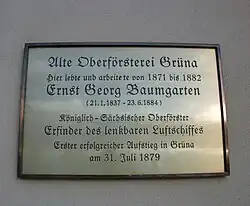 Alte Oberförsterei Grüna
Hier lebte und arbeitete von 1871 bis 1882
Ernst Georg Baumgarten
(21.1.1837 - 23.6.1884)
Königlich-Sächsischer Oberförster
Erfinder des lenkbaren Luftschiffes
Erster erfolgreicher Aufstieg in Grüna
am 31. Juli 1879